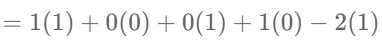 = 1(1) + 0(0) + 0(1) + 1(0) − 2(1)